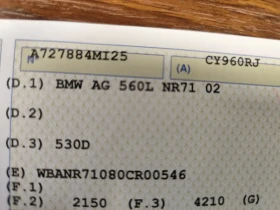 A727884MI25
(A) CY960RJ
(D.1) BMW AG 560L NR71 02
(D.2)
(D.3) 530D
(E) WBANR71080CR00546
(F.1)
(F.2) 2150 (F.3) 4210 (G)